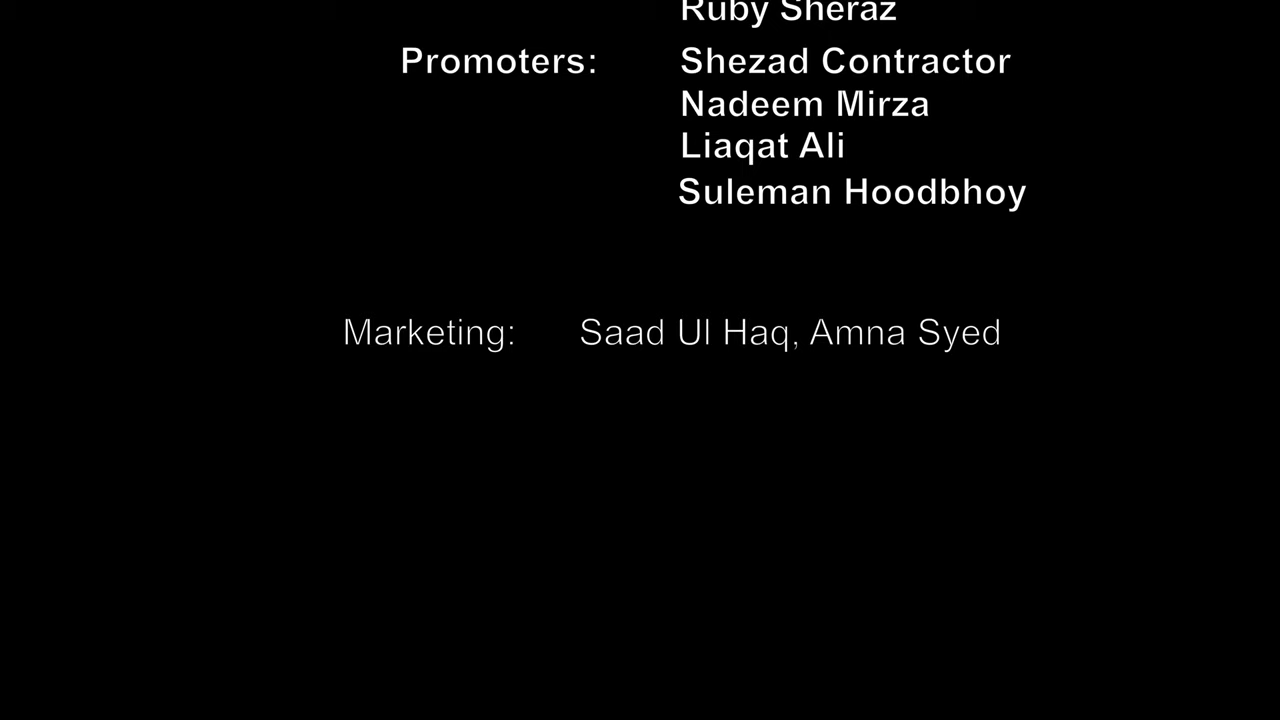 Ruby Sheraz
Promoters: Shezad Contractor
Nadeem Mirza
Liaqat Ali
Suleman Hoodbhoy
Marketing: Saad Ul Haq, Amna Syed